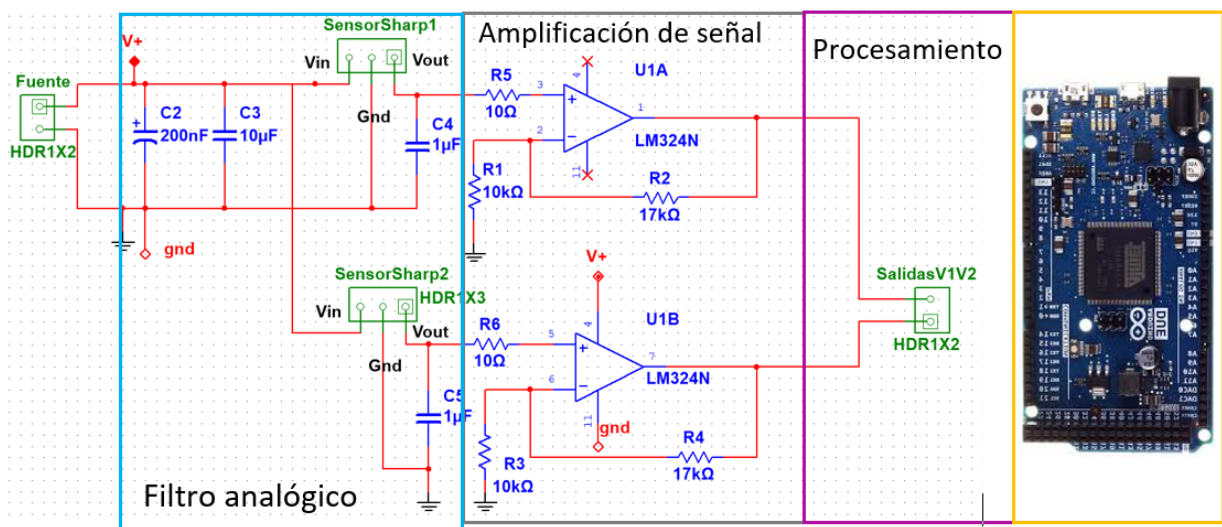 SensorSharp1
Amplificación de señal
Procesamiento
V+
Vin
Vout
Fuente
HDR1X2
C2
200nF
C3
10µF
Gnd
C4
1µF
R5
10Ω
U1A
3
2
4
11
1
LM324N
R1
10kΩ
R2
17kΩ
gnd
SensorSharp2
HDR1X3
Vin
Vout
Gnd
R6
10Ω
V+
U1B
5
6
4
11
7
LM324N
SalidasV1V2
HDR1X2
C5
1µF
gnd
R3
10kΩ
R4
17kΩ
Filtro analógico